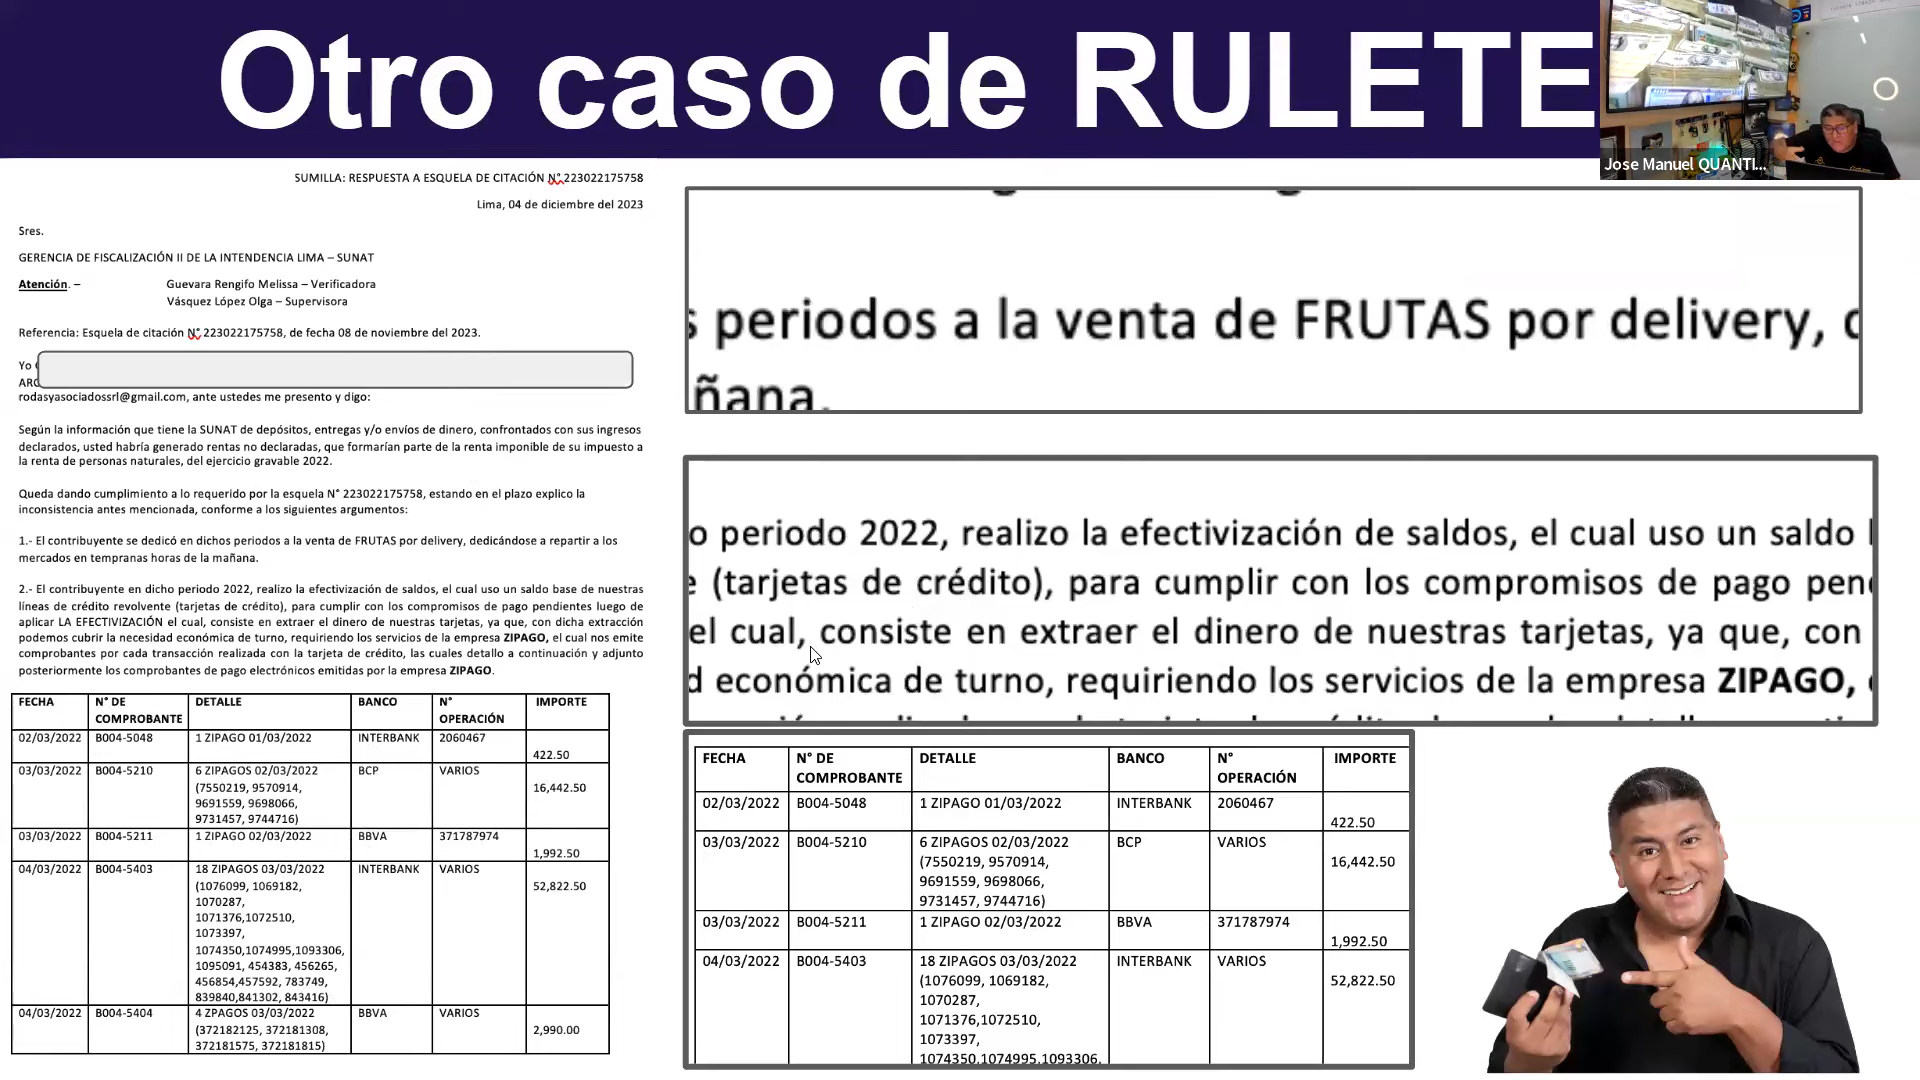 Otro caso de RULETE
Jose Manuel QUANTI...
SUMILLA: RESPUESTA A ESQUELA DE CITACIÓN N° 223022175758
Lima, 04 de diciembre del 2023
Sres.
GERENCIA DE FISCALIZACIÓN II DE LA INTENDENCIA LIMA – SUNAT
Atención. – Guevara Rengifo Melissa – Verificadora
Vásquez López Olga – Supervisora
Referencia: Esquela de citación N° 223022175758, de fecha 08 de noviembre del 2023.
Yo
ARG
rodasyasociadossrl@gmail.com, ante ustedes me presento y digo:
Según la información que tiene la SUNAT de depósitos, entregas y/o envíos de dinero, confrontados con sus ingresos
declarados, usted habría generado rentas no declaradas, que formarían parte de la renta imponible de su impuesto a
la renta de personas naturales, del ejercicio gravable 2022.
Queda dando cumplimiento a lo requerido por la esquela N° 223022175758, estando en el plazo explico la
inconsistencia antes mencionada, conforme a los siguientes argumentos:
1.- El contribuyente se dedicó en dichos periodos a la venta de FRUTAS por delivery, dedicándose a repartir a los
mercados en tempranas horas de la mañana.
2.- El contribuyente en dicho periodo 2022, realizo la efectivización de saldos, el cual uso un saldo base de nuestras
líneas de crédito revolvente (tarjetas de crédito), para cumplir con los compromisos de pago pendientes luego de
aplicar LA EFECTIVIZACIÓN el cual, consiste en extraer el dinero de nuestras tarjetas, ya que, con dicha extracción
podemos cubrir la necesidad económica de turno, requiriendo los servicios de la empresa ZIPAGO, el cual nos emite
comprobantes por cada transacción realizada con la tarjeta de crédito, las cuales detallo a continuación y adjunto
posteriormente los comprobantes de pago electrónicos emitidas por la empresa ZIPAGO.
FECHA N° DE DETALLE BANCO N° IMPORTE
COMPROBANTE OPERACIÓN
02/03/2022 B004-5048 1 ZIPAGO 01/03/2022 INTERBANK 2060467
422.50
03/03/2022 B004-5210 6 ZIPAGOS 02/03/2022 BCP VARIOS
(7550219, 9570914, 16,442.50
9691559, 9698066,
9731457, 9744716)
03/03/2022 B004-5211 1 ZIPAGO 02/03/2022 BBVA 371787974
1,992.50
04/03/2022 B004-5403 18 ZIPAGOS 03/03/2022 INTERBANK VARIOS
(1076099, 1069182, 52,822.50
1070287,
1071376,1072510,
1073397,
1074350,1074995,1093306,
1095091, 454383, 456265,
456854,457592, 783749,
839840,841302, 843416)
04/03/2022 B004-5404 4 ZPAGOS 03/03/2022 BBVA VARIOS
(372182125, 372181308, 2,990.00
372181575, 372181815)
s periodos a la venta de FRUTAS por delivery,
ñana.
o periodo 2022, realizo la efectivización de saldos, el cual uso un saldo
e (tarjetas de crédito), para cumplir con los compromisos de pago pen
el cual, consiste en extraer el dinero de nuestras tarjetas, ya que, con
d económica de turno, requiriendo los servicios de la empresa ZIPAGO,
FECHA N° DE DETALLE BANCO N° IMPORTE
COMPROBANTE OPERACIÓN
02/03/2022 B004-5048 1 ZIPAGO 01/03/2022 INTERBANK 2060467
422.50
03/03/2022 B004-5210 6 ZIPAGOS 02/03/2022 BCP VARIOS
(7550219, 9570914, 16,442.50
9691559, 9698066,
9731457, 9744716)
03/03/2022 B004-5211 1 ZIPAGO 02/03/2022 BBVA 371787974
1,992.50
04/03/2022 B004-5403 18 ZIPAGOS 03/03/2022 INTERBANK VARIOS
(1076099, 1069182, 52,822.50
1070287,
1071376,1072510,
1073397,
1074350,1074995,1093306,